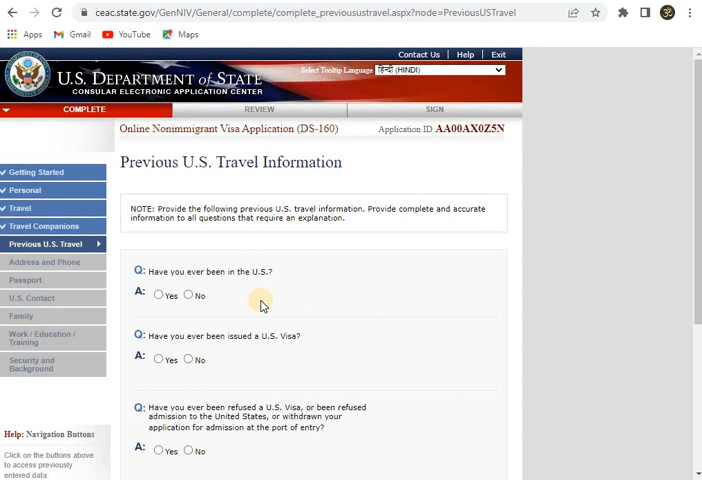 ceac.state.gov/GenNIV/General/complete/complete_previousustravel.aspx?node=PreviousUSTravel
Apps Gmail YouTube Maps
Contact Us | Help | Exit
U.S. DEPARTMENT of STATE
CONSULAR ELECTRONIC APPLICATION CENTER
Select Tooltip Language हिन्दी (HINDI)
COMPLETE REVIEW SIGN
Online Nonimmigrant Visa Application (DS-160) Application ID AA00AX0Z5N
Previous U.S. Travel Information
Getting Started
Personal
Travel
Travel Companions
Previous U.S. Travel
Address and Phone
Passport
U.S. Contact
Family
Work / Education /
Training
Security and
Background
Help: Navigation Buttons
Click on the buttons above
to access previously
entered data.
NOTE: Provide the following previous U.S. travel information. Provide complete and accurate
information to all questions that require an explanation.
Q: Have you ever been in the U.S.?
A: Yes No
Q: Have you ever been issued a U.S. Visa?
A: Yes No
Q: Have you ever been refused a U.S. Visa, or been refused
admission to the United States, or withdrawn your
application for admission at the port of entry?
A: Yes No